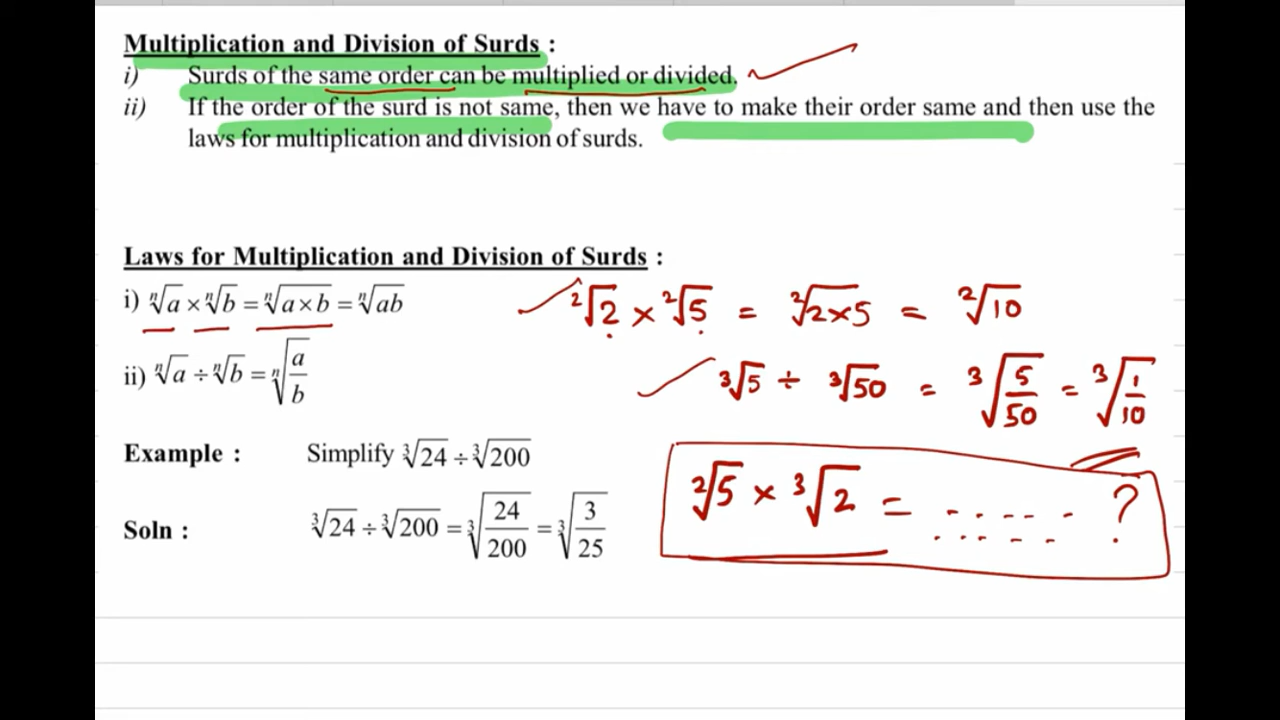 Multiplication and Division of Surds :
i) Surds of the same order can be multiplied or divided.
ii) If the order of the surd is not same, then we have to make their order same and then use the
laws for multiplication and division of surds.
Laws for Multiplication and Division of Surds :
i) ⁿ√a × ⁿ√b = ⁿ√(a × b) = ⁿ√ab
²√2 × ²√5 = ²√(2×5) = ²√10
ii) ⁿ√a ÷ ⁿ√b = ⁿ√(a/b)
³√5 ÷ ³√50 = ³√(5/50) = ³√(1/10)
Example : Simplify ³√24 ÷ ³√200
²√5 × ³√2 = ........ ?
Soln : ³√24 ÷ ³√200 = ³√(24/200) = ³√(3/25)